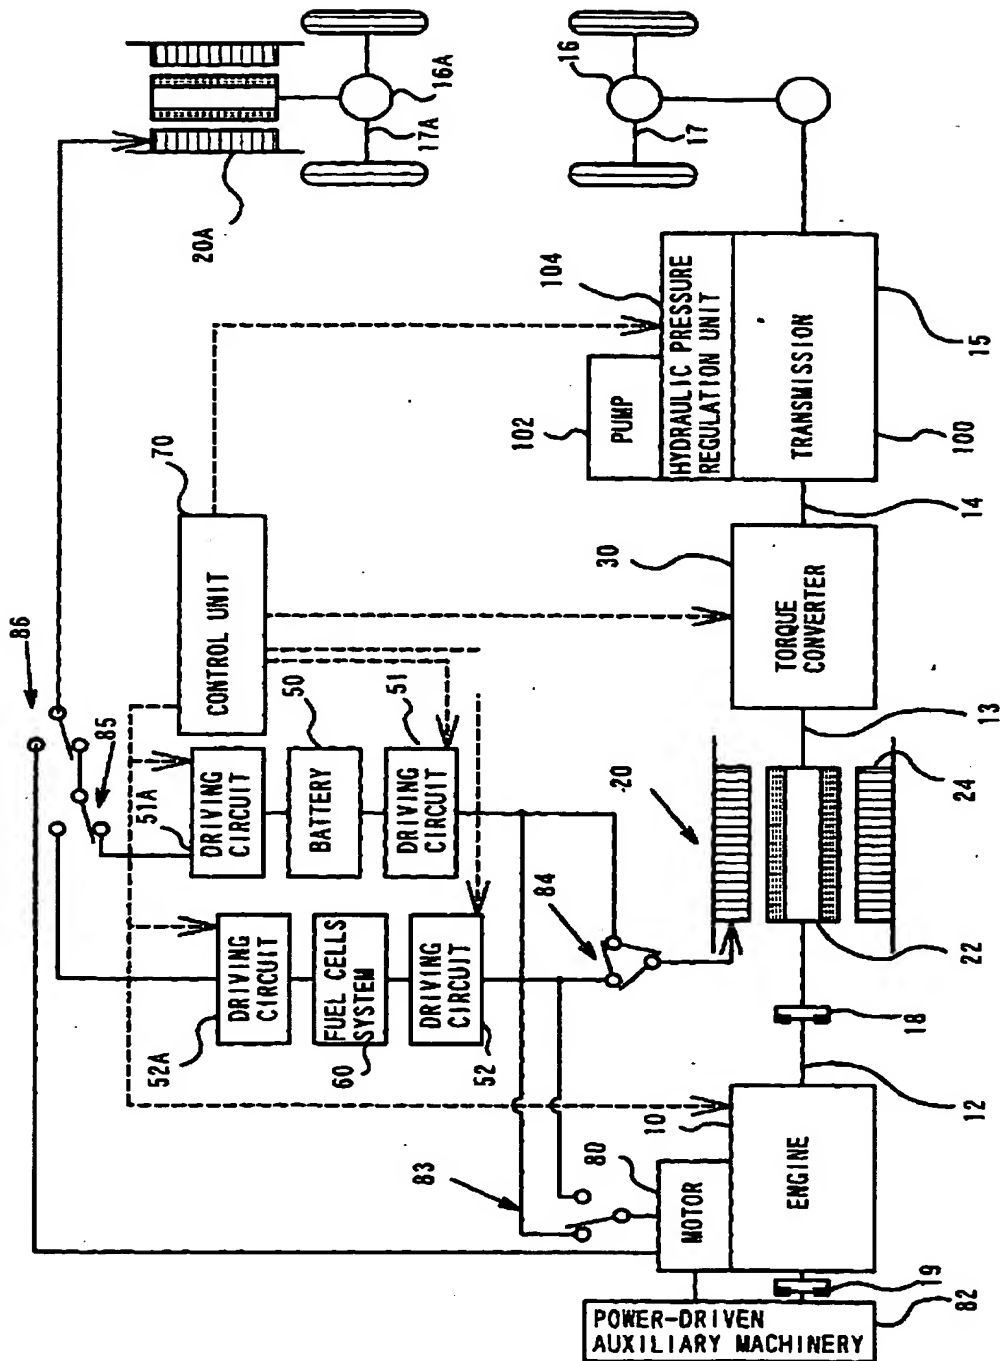 86
85
51A
DRIVING
CIRCUIT
50
BATTERY
51
DRIVING
CIRCUIT
70
CONTROL UNIT
20A
16A
17A
16
17
52A
DRIVING
CIRCUIT
60
FUEL CELLS
SYSTEM
52
DRIVING
CIRCUIT
83
84
20
30
TORQUE
CONVERTER
102
PUMP
104
HYDRAULIC PRESSURE
REGULATION UNIT
TRANSMISSION
80
MOTOR
10
ENGINE
POWER-DRIVEN
AUXILIARY MACHINERY
82
19
12
18
22
24
13
14
100
15